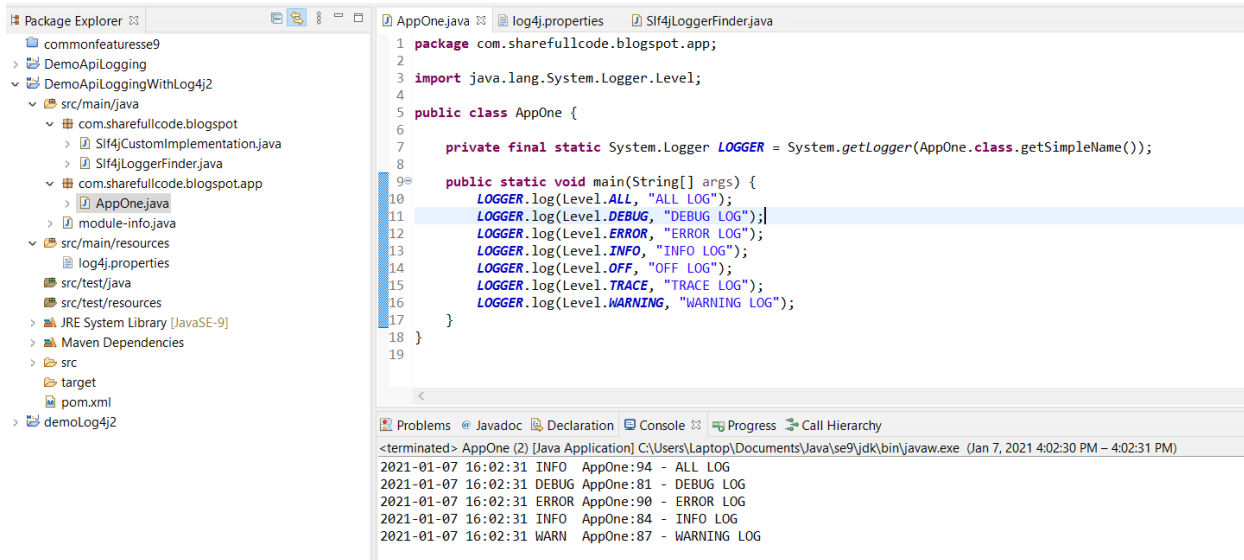 Package Explorer
commonfeaturesse9
DemoApiLogging
DemoApiLoggingWithLog4j2
src/main/java
com.sharefullcode.blogspot
Slf4jCustomImplementation.java
Slf4jLoggerFinder.java
com.sharefullcode.blogspot.app
AppOne.java
module-info.java
src/main/resources
log4j.properties
src/test/java
src/test/resources
JRE System Library [JavaSE-9]
Maven Dependencies
src
target
pom.xml
demoLog4j2
AppOne.java log4j.properties Slf4jLoggerFinder.java
1 package com.sharefullcode.blogspot.app;
2
3 import java.lang.System.Logger.Level;
4
5 public class AppOne {
6
7 private final static System.Logger LOGGER = System.getLogger(AppOne.class.getSimpleName());
8
9 public static void main(String[] args) {
10 LOGGER.log(Level.ALL, "ALL LOG");
11 LOGGER.log(Level.DEBUG, "DEBUG LOG");
12 LOGGER.log(Level.ERROR, "ERROR LOG");
13 LOGGER.log(Level.INFO, "INFO LOG");
14 LOGGER.log(Level.OFF, "OFF LOG");
15 LOGGER.log(Level.TRACE, "TRACE LOG");
16 LOGGER.log(Level.WARNING, "WARNING LOG");
17 }
18 }
19
Problems @ Javadoc Declaration Console Progress Call Hierarchy
<terminated> AppOne (2) [Java Application] C:\Users\Laptop\Documents\Java\se9\jdk\bin\javaw.exe (Jan 7, 2021 4:02:30 PM – 4:02:31 PM)
2021-01-07 16:02:31 INFO AppOne:94 - ALL LOG
2021-01-07 16:02:31 DEBUG AppOne:81 - DEBUG LOG
2021-01-07 16:02:31 ERROR AppOne:90 - ERROR LOG
2021-01-07 16:02:31 INFO AppOne:84 - INFO LOG
2021-01-07 16:02:31 WARN AppOne:87 - WARNING LOG